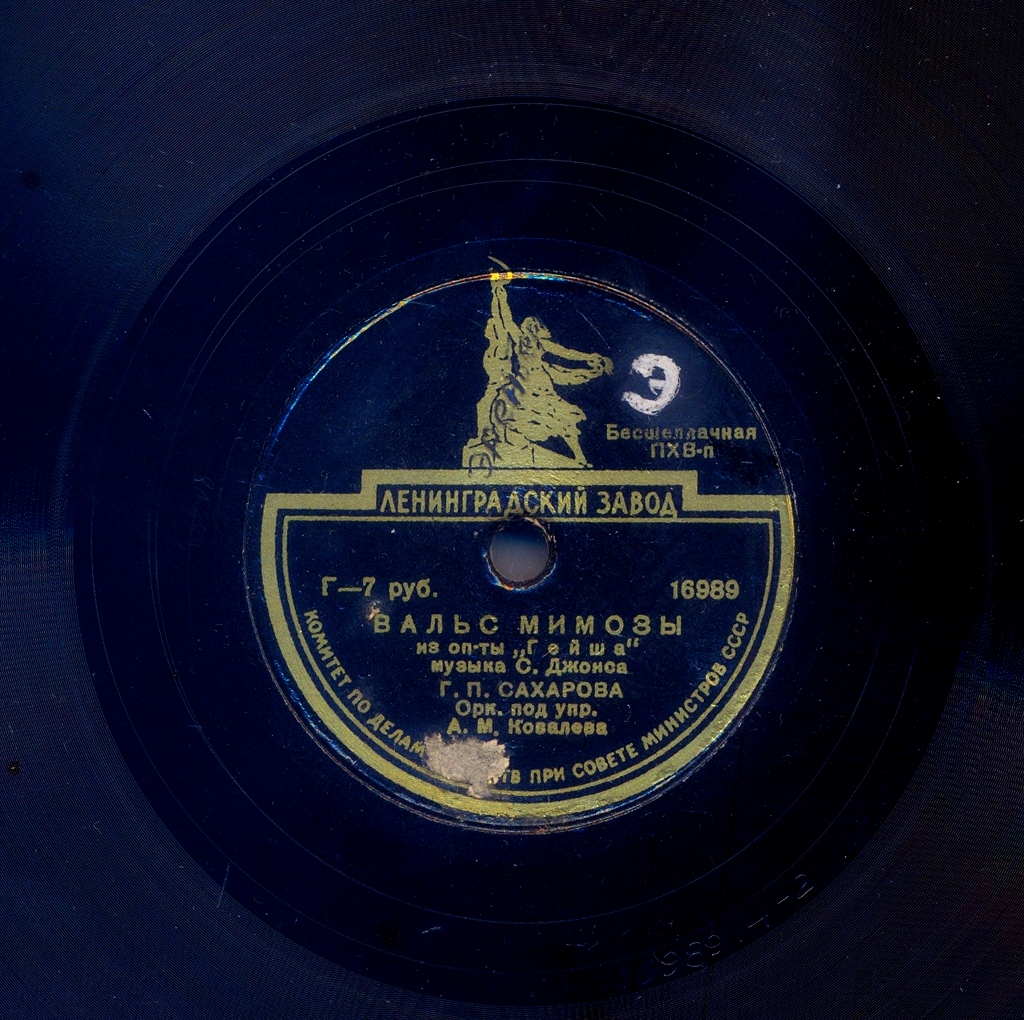 Э
Бесшеллачная
ПХВ-п
ЛЕНИНГРАДСКИЙ ЗАВОД
Г—7 руб.
16989
ВАЛЬС МИМОЗЫ
из оп-ты „Гейша“
музыка С. Джонса
Г. П. САХАРОВА
Орк. под упр.
А. М. Ковалева
КОМИТЕТ ПО ДЕЛАМ ПРИ СОВЕТЕ МИНИСТРОВ СССР